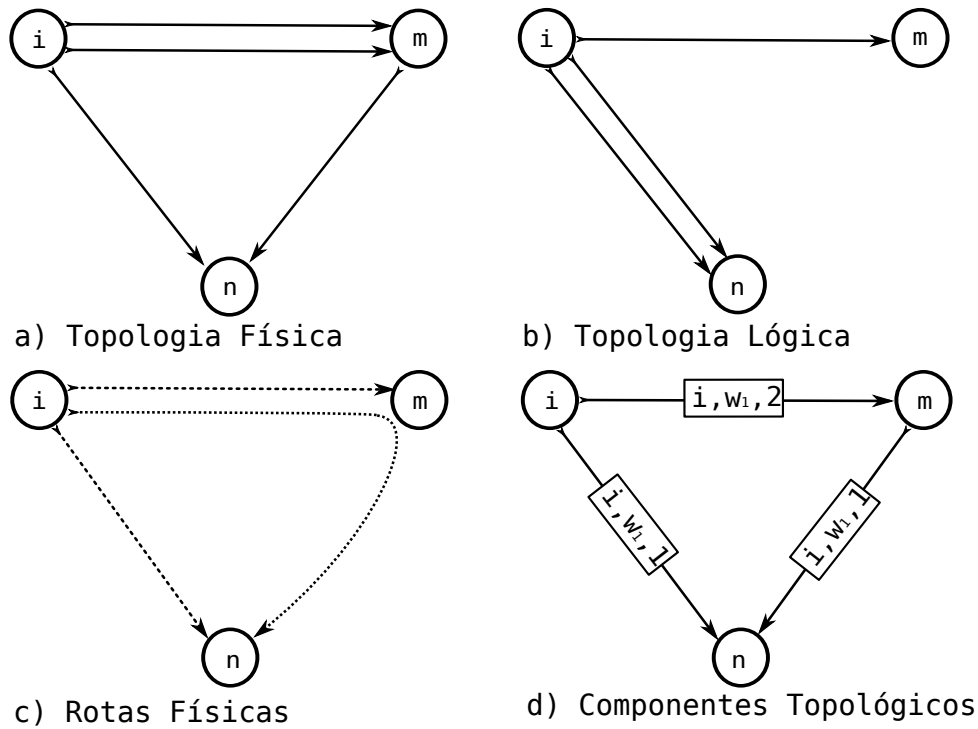 i
m
n
a) Topologia Física
i
m
n
b) Topologia Lógica
i
m
n
c) Rotas Físicas
i
i,w₁,2
m
i,w₁,1
i,w₁,1
n
d) Componentes Topológicos